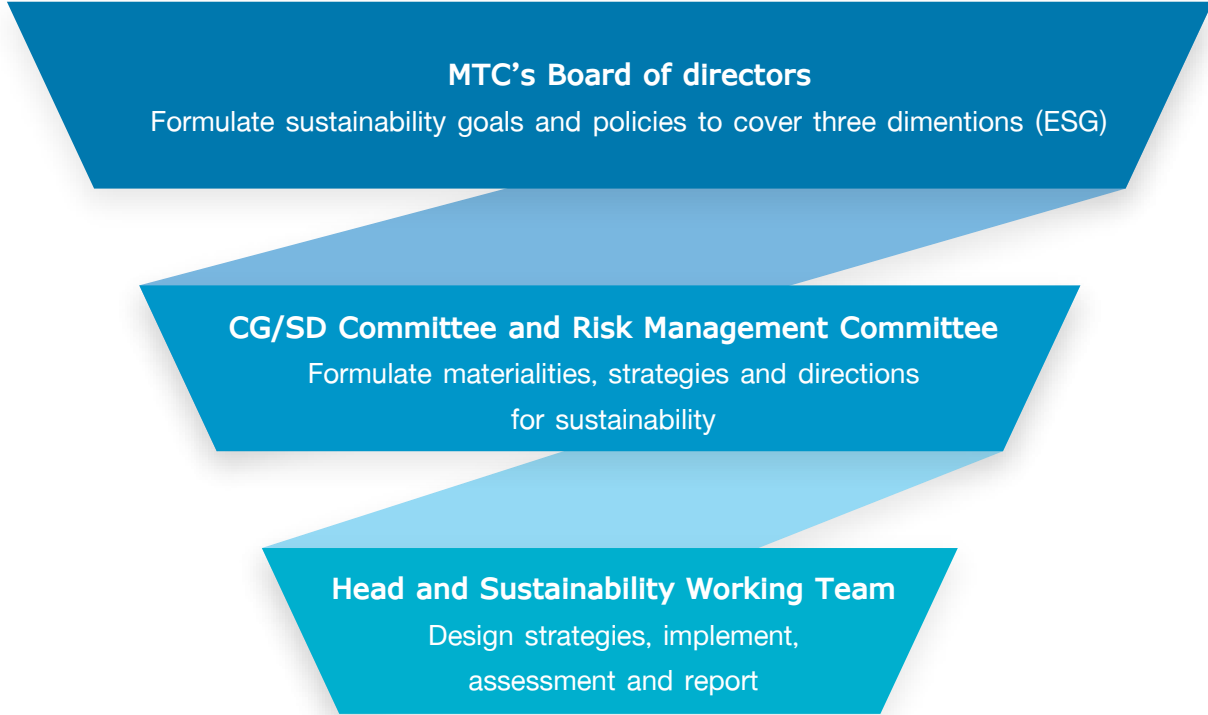 MTC’s Board of directors
Formulate sustainability goals and policies to cover three dimentions (ESG)
CG/SD Committee and Risk Management Committee
Formulate materialities, strategies and directions
for sustainability
Head and Sustainability Working Team
Design strategies, implement,
assessment and report